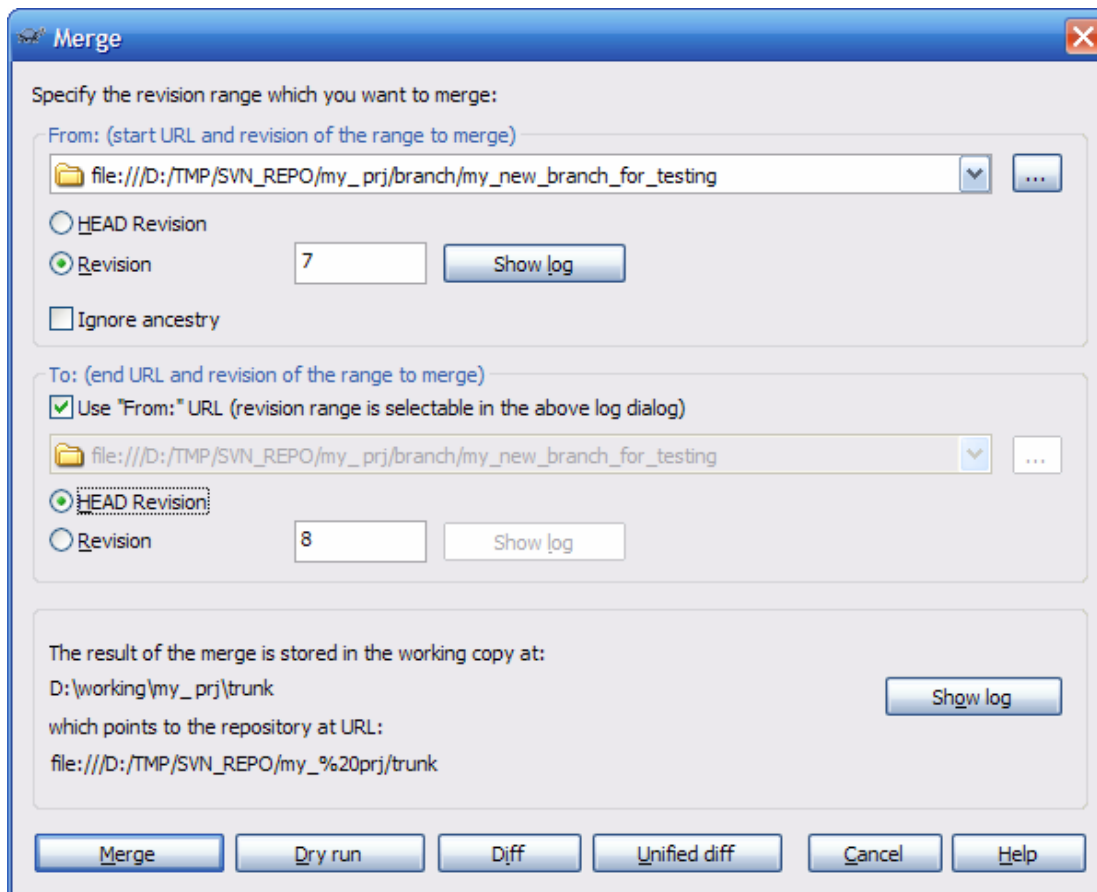 Merge
Specify the revision range which you want to merge:
From: (start URL and revision of the range to merge)
file:///D:/TMP/SVN_REPO/my_ prj/branch/my_new_branch_for_testing
...
HEAD Revision
Revision
7
Show log
Ignore ancestry
To: (end URL and revision of the range to merge)
Use "From:" URL (revision range is selectable in the above log dialog)
file:///D:/TMP/SVN_REPO/my_ prj/branch/my_new_branch_for_testing
...
HEAD Revision
Revision
8
Show log
The result of the merge is stored in the working copy at:
D:\working\my_ prj\trunk
Show log
which points to the repository at URL:
file:///D:/TMP/SVN_REPO/my_%20prj/trunk
Merge
Dry run
Diff
Unified diff
Cancel
Help